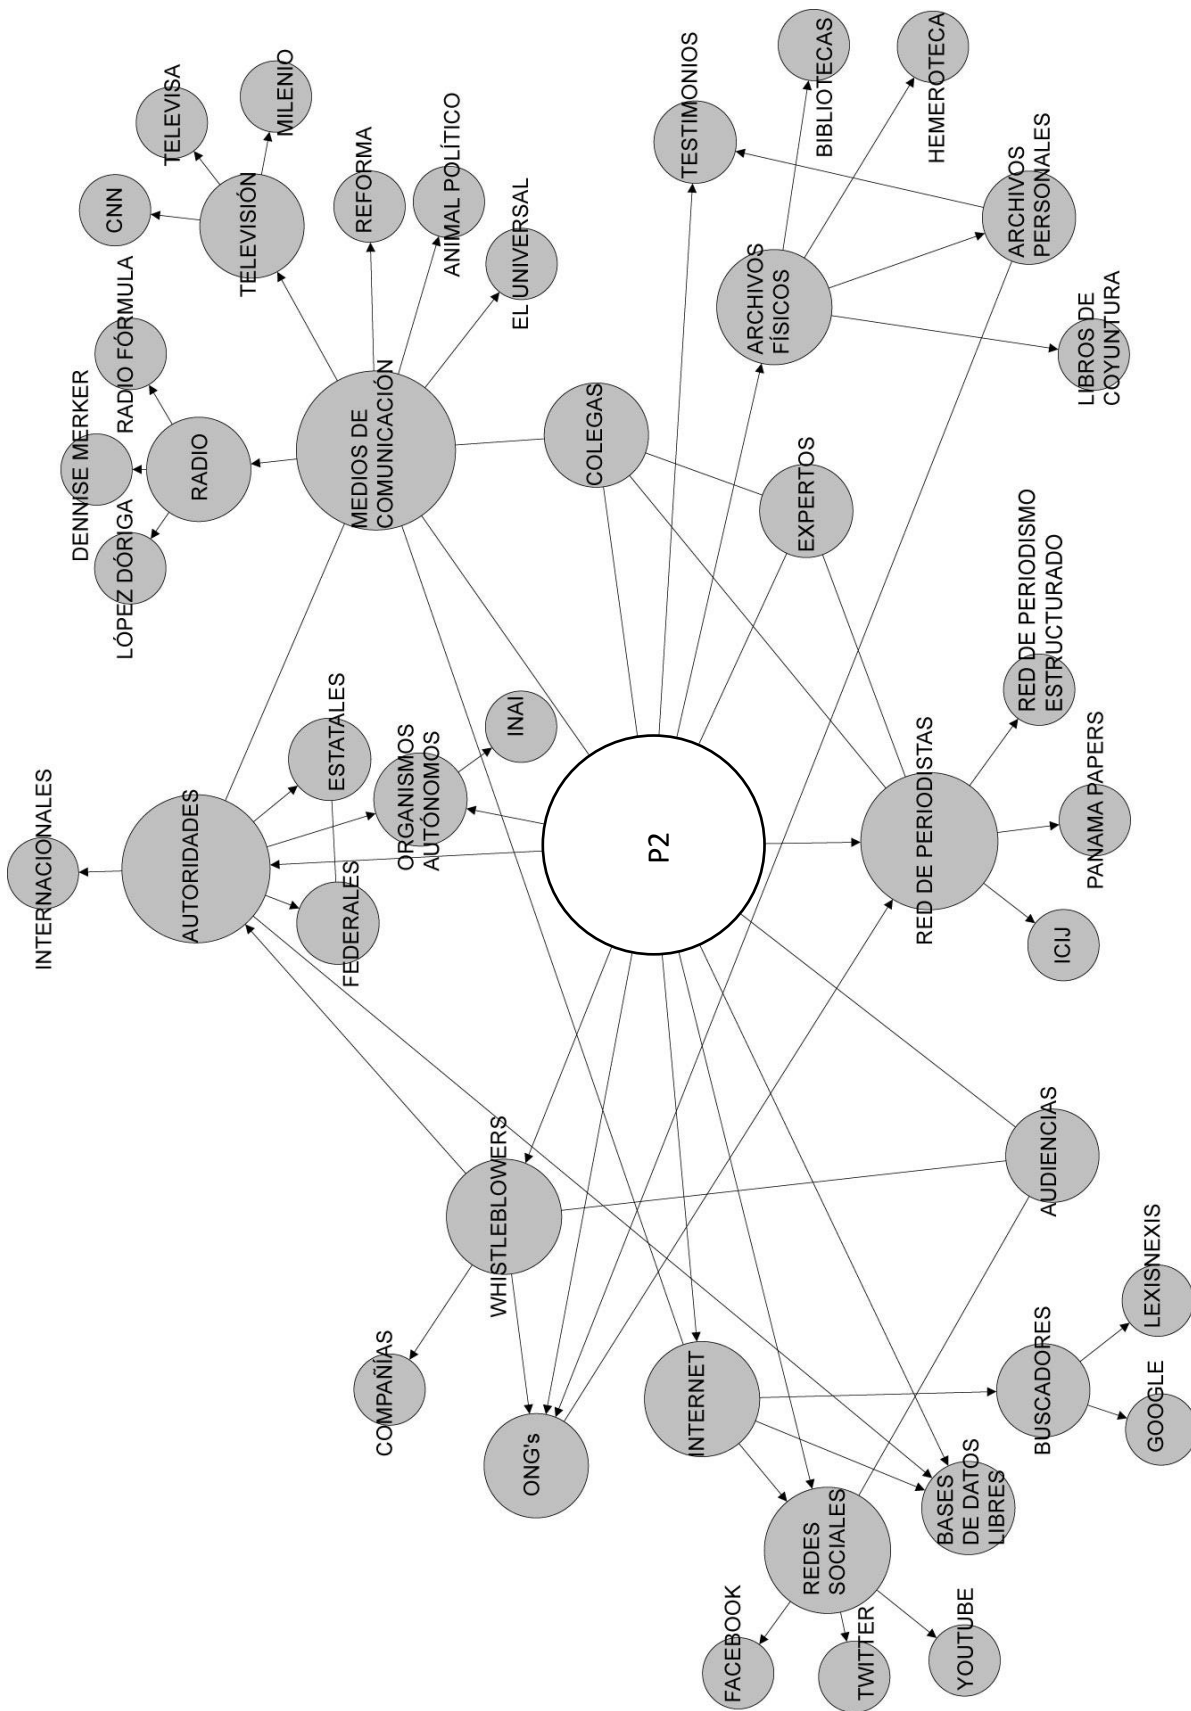 INTERNACIONALES
AUTORIDADES
ESTATALES
FEDERALES
ORGANISMOS
AUTÓNOMOS
INAI
LÓPEZ DÓRIGA
DENNISE MERKER
RADIO FÓRMULA
RADIO
CNN
TELEVISA
MILENIO
TELEVISIÓN
REFORMA
ANIMAL POLÍTICO
EL UNIVERSAL
MEDIOS DE
COMUNICACIÓN
COMPAÑÍAS
WHISTLEBLOWERS
ONG's
P2
COLEGAS
EXPERTOS
TESTIMONIOS
BIBLIOTECAS
HEMEROTECA
ARCHIVOS
FÍSICOS
ARCHIVOS
PERSONALES
LIBROS DE
COYUNTURA
FACEBOOK
TWITTER
YOUTUBE
REDES
SOCIALES
INTERNET
BASES
DE DATOS
LIBRES
BUSCADORES
GOOGLE
LEXISNEXIS
AUDIENCIAS
RED DE PERIODISTAS
ICIJ
PANAMA PAPERS
RED DE PERIODISMO
ESTRUCTURADO